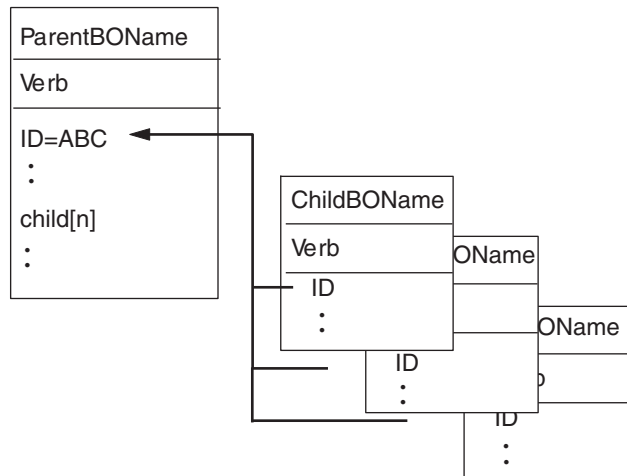 ParentBOName
Verb
ID=ABC
:
child[n]
:
ChildBOName
Verb
ID
:
OName
ID
:
OName
ID
: